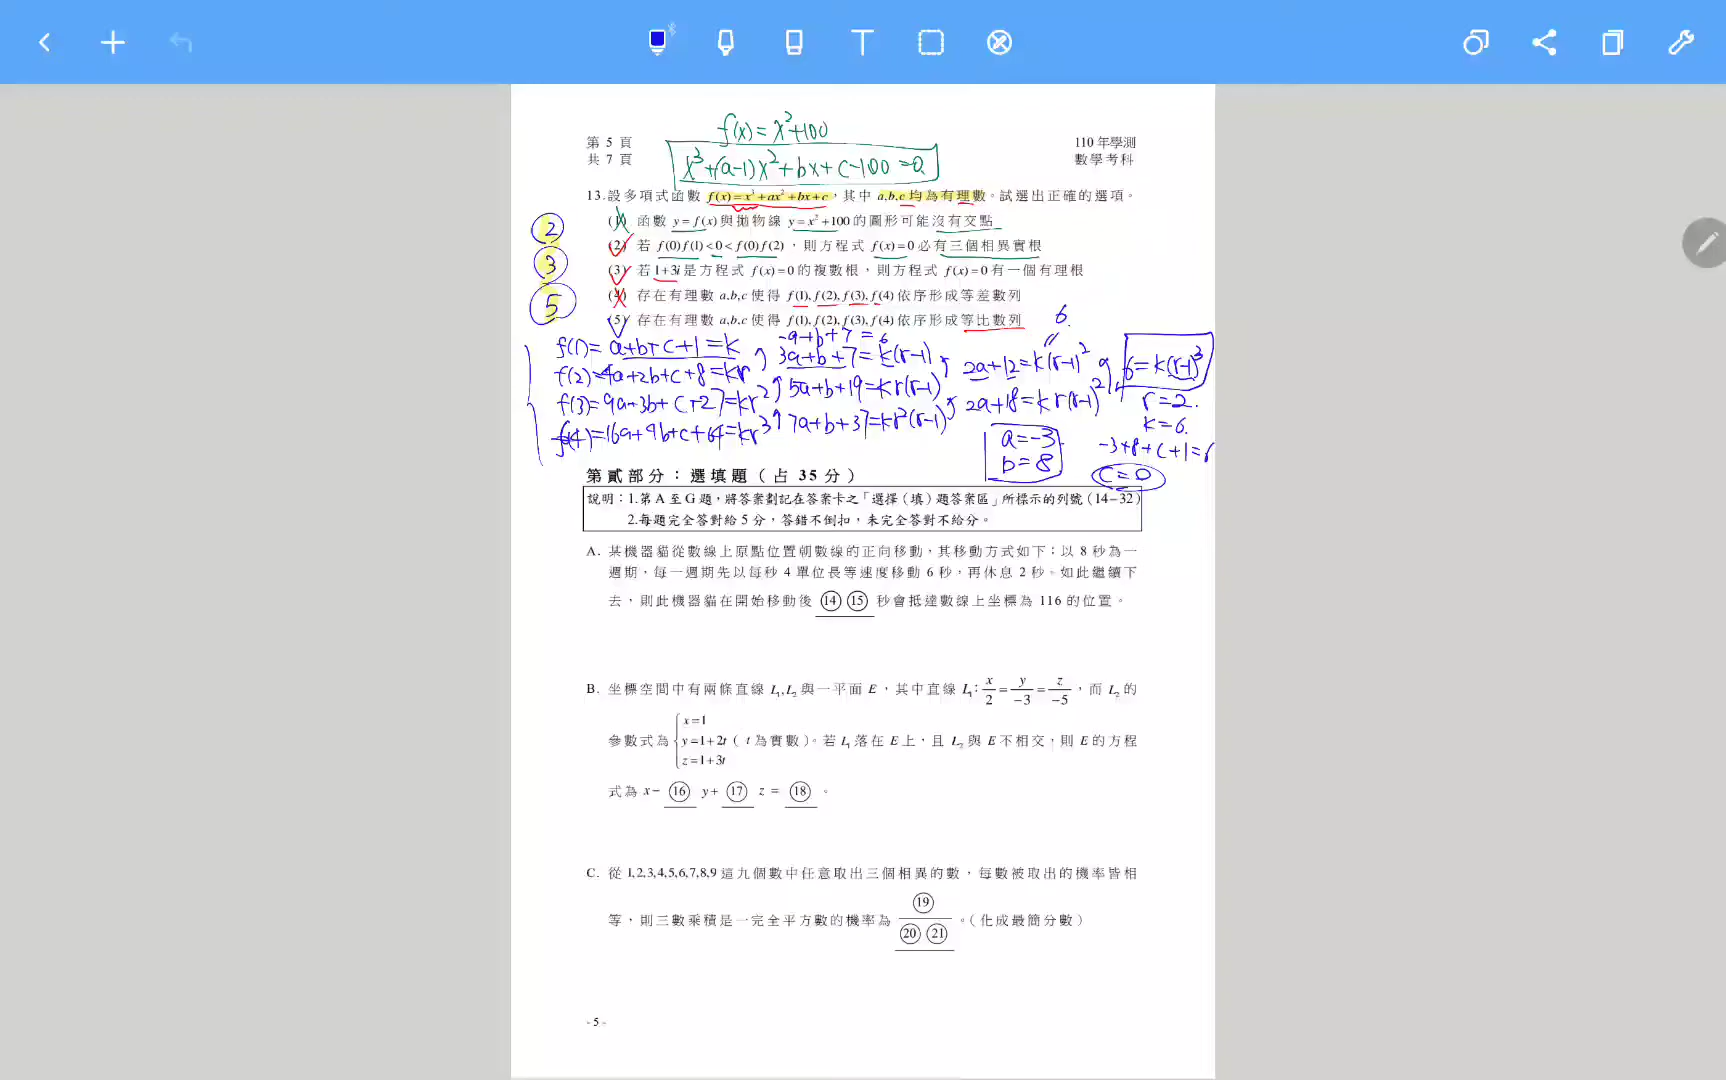 f(x)=x²+100
第 5 頁
共 7 頁
110 年學測
數學考科
x³+(a-1)x²+bx+c-100=0
13.設多項式函數 f(x)=x³+ax²+bx+c,其中 a,b,c 均為有理數。試選出正確的選項。
(1) 函數 y=f(x)與拋物線 y=x²+100的圖形可能沒有交點
(2) 若 f(0)f(1)<0<f(0)f(2),則方程式 f(x)=0必有三個相異實根
(3) 若1+3i是方程式 f(x)=0的複數根,則方程式 f(x)=0有一個有理根
(4) 存在有理數 a,b,c 使得 f(1),f(2),f(3),f(4)依序形成等差數列
(5) 存在有理數 a,b,c 使得 f(1),f(2),f(3),f(4)依序形成等比數列
2
3
5
6
-9+b+7=6
f(1)=a+b+c+1=k
3a+b+7=k(r-1)
2a+12=k(r-1)²
6=k(r-1)³
f(2)=4a+2b+c+8=kr
5a+b+19=kr(r-1)
2a+18=kr(r-1)²
f(3)=9a+3b+c+27=kr²
7a+b+37=kr²(r-1)
r=2
k=6
f(4)=16a+4b+c+64=kr³
a=-3
b=8
-3+8+c+1=6
c=0
第貳部分:選填題(占 35 分)
說明:1.第 A 至 G 題,將答案劃記在答案卡之「選擇(填)題答案區」所標示的列號(14−32)
2.每題完全答對給 5 分,答錯不倒扣,未完全答對不給分。
A. 某機器貓從數線上原點位置朝數線的正向移動,其移動方式如下:以 8 秒為一
週期,每一週期先以每秒 4 單位長等速度移動 6 秒,再休息 2 秒。如此繼續下
去,則此機器貓在開始移動後 ⑭ ⑮ 秒會抵達數線上坐標為 116 的位置。
B. 坐標空間中有兩條直線 L₁,L₂與一平面 E,其中直線 L₁:x/2=y/−3=z/−5,而 L₂的
參數式為 {x=1
y=1+2t(t為實數)。若 L₁落在 E上,且 L₂與 E不相交,則 E的方程
z=1+3t
式為 x− ⑯ y+ ⑰ z = ⑱ 。
C. 從 1,2,3,4,5,6,7,8,9 這九個數中任意取出三個相異的數,每數被取出的機率皆相
等,則三數乘積是一完全平方數的機率為 ⑲/⑳㉑ 。(化成最簡分數)
- 5 -